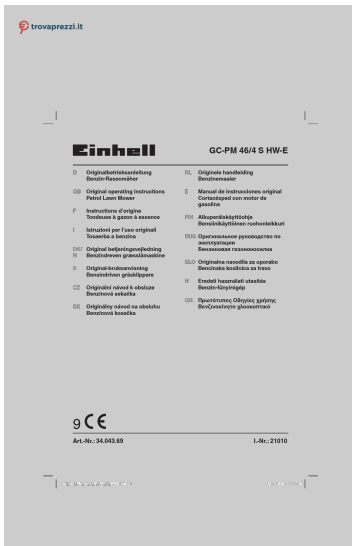 trovaprezzi.it
Einhell
GC-PM 46/4 S HW-E
D Originalbetriebsanleitung
Benzin-Rasenmäher
GB Original operating instructions
Petrol Lawn Mower
F Instructions d'origine
Tondeuse à gazon à essence
I Istruzioni per l'uso originali
Tosaerba a benzina
DK/ Original betjeningsvejledning
N Benzindreven græsslåmaskine
S Original-bruksanvisning
Bensindriven gräsklippare
CZ Originální návod k obsluze
Benzínová sekačka
SK Originálny návod na obsluhu
Benzínová kosačka
NL Originele handleiding
Benzinemaaier
E Manual de instrucciones original
Cortacésped con motor de
gasolina
FIN Alkuperäiskäyttöohje
Bensiinikäyttöinen ruohonleikkuri
RUS Оригинальное руководство по
эксплуатации
Бензиновая газонокосилка
SLO Originalna navodila za uporabo
Bencinska kosilnica za travo
H Eredeti használati utasítás
Benzin-fűnyírógép
GR Πρωτότυπες Οδηγίες χρήσης
Βενζινοκίνητο χλοοκοπτικό
9 CE
Art.-Nr.: 34.043.69
I.-Nr.: 21010